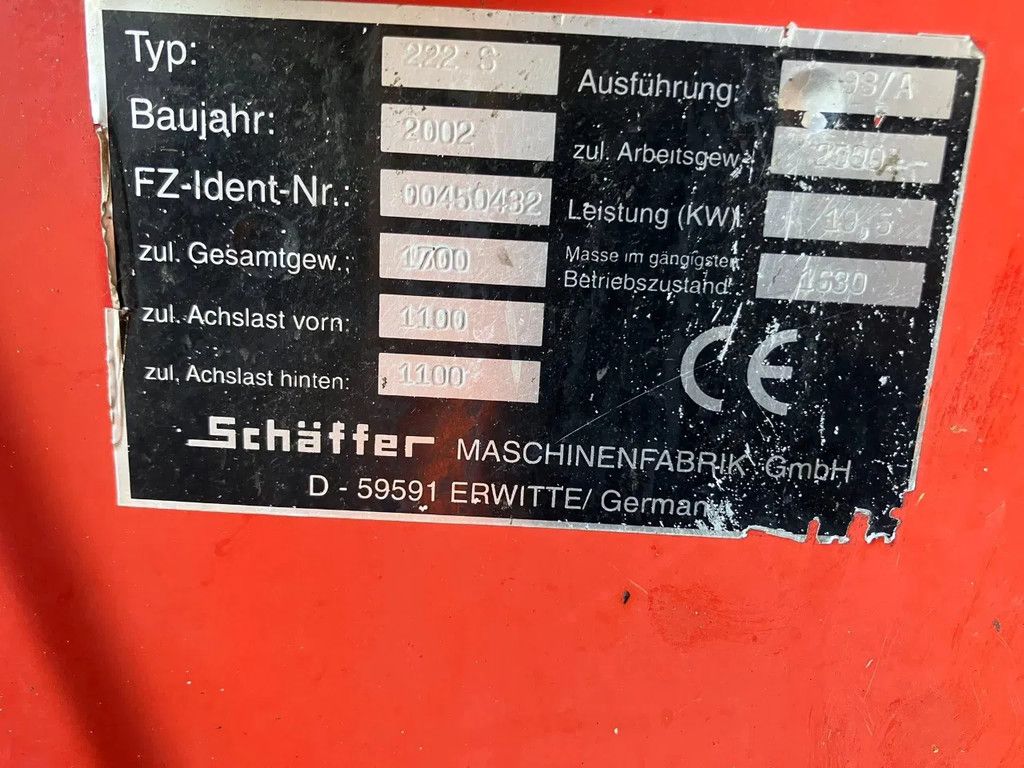 Typ: 222 S
Baujahr: 2002
FZ-Ident-Nr.: 00450432
zul. Gesamtgew.: 1700
zul. Achslast vorn: 1100
zul. Achslast hinten: 1100
Ausführung: 98/A
zul. Arbeitsgew.:
Leistung (KW):
Masse im gängigsten
Betriebszustand: 1630
CE
Schäffer MASCHINENFABRIK GmbH
D - 59591 ERWITTE/ German